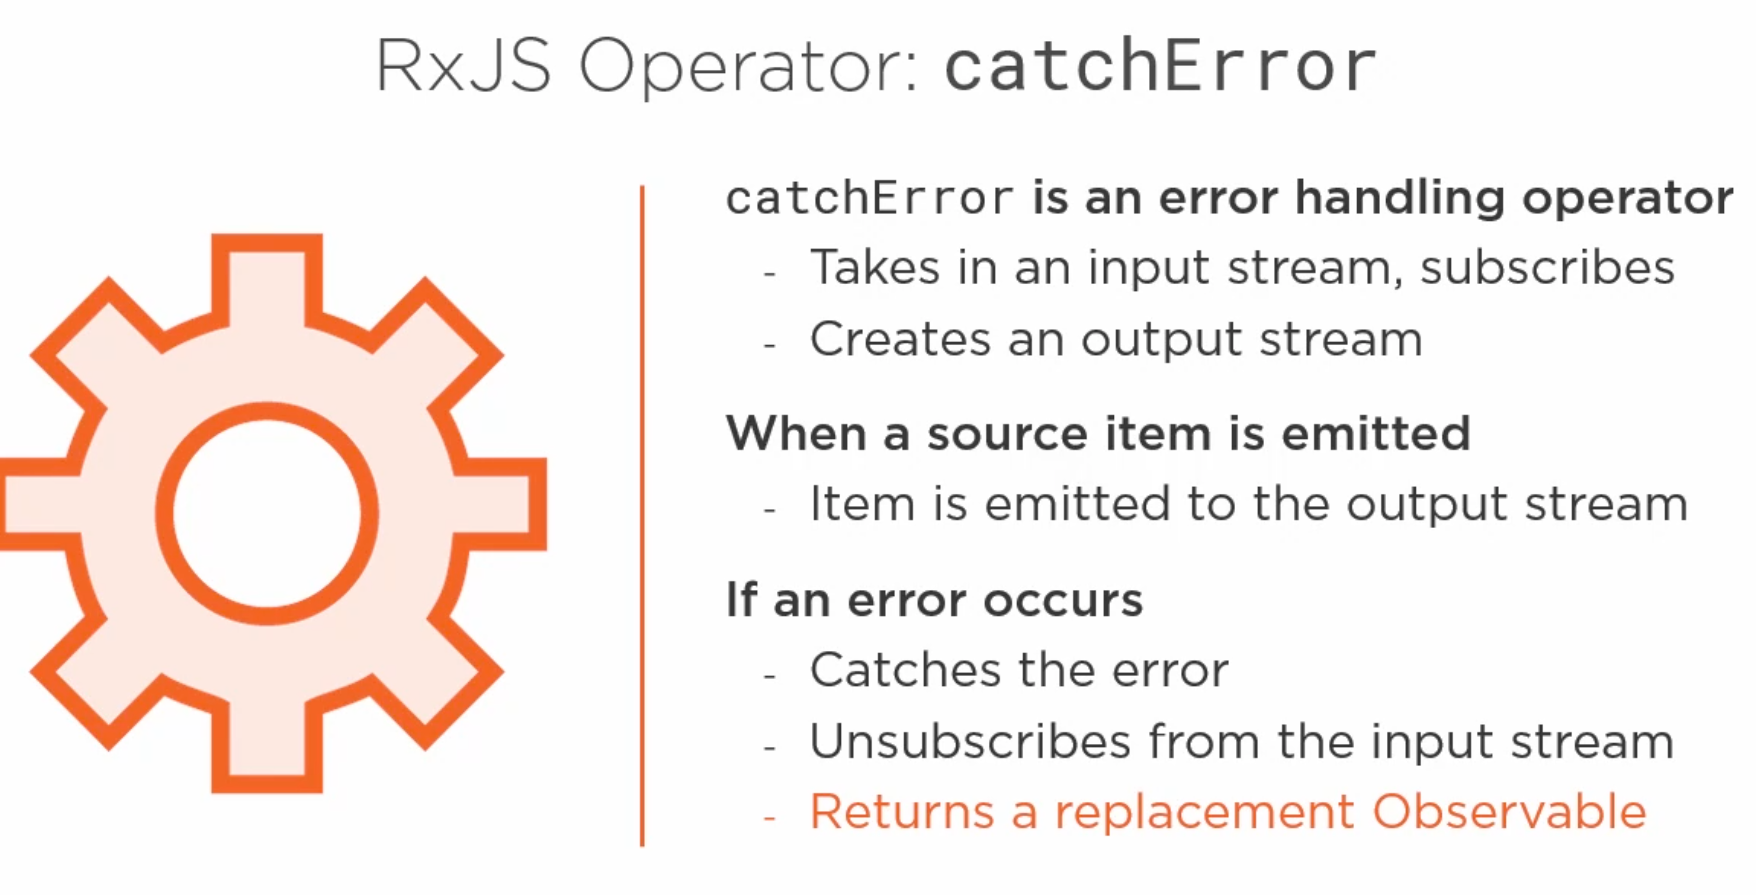 RxJS Operator: catchError
catchError is an error handling operator
- Takes in an input stream, subscribes
- Creates an output stream
When a source item is emitted
- Item is emitted to the output stream
If an error occurs
- Catches the error
- Unsubscribes from the input stream
- Returns a replacement Observable